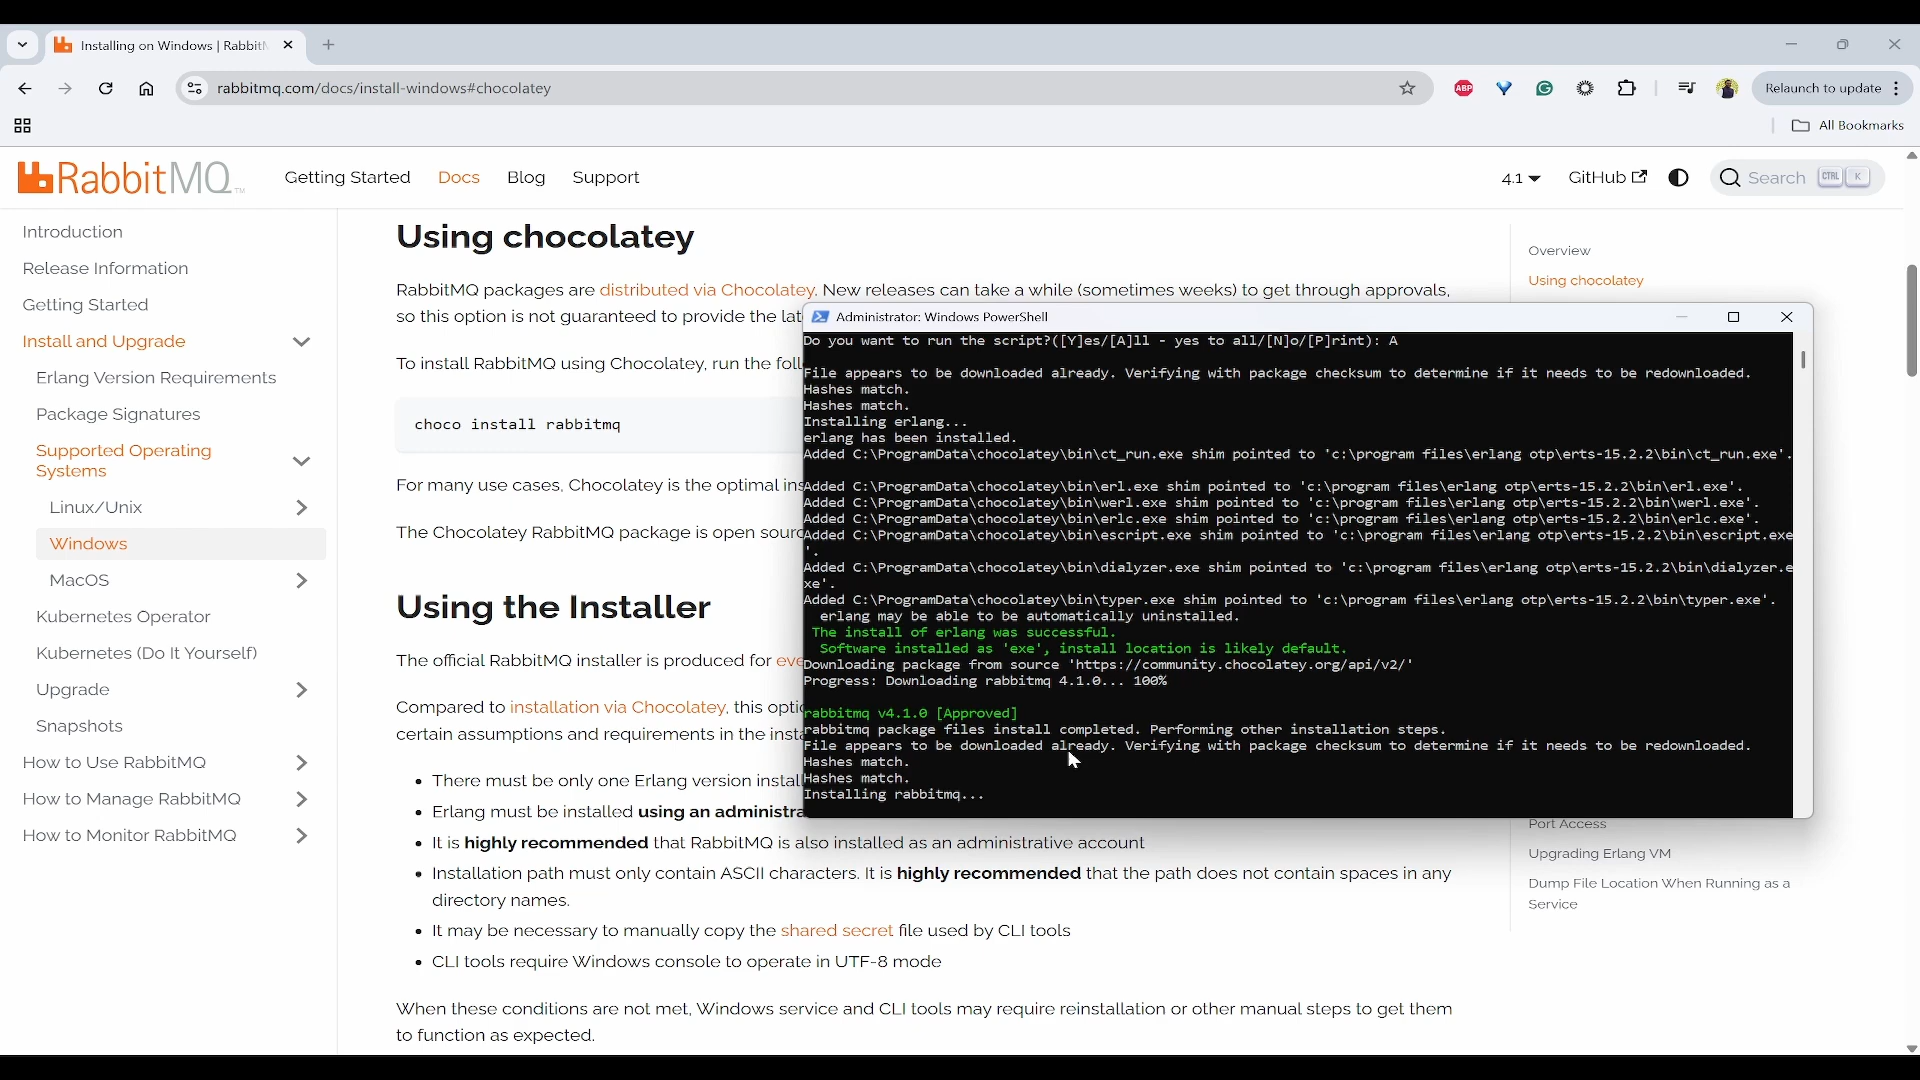 Installing on Windows | Rabbit
rabbitmq.com/docs/install-windows#chocolatey
ABP
Relaunch to update
All Bookmarks
RabbitMQ TM
Getting Started
Docs
Blog
Support
4.1
GitHub
Search
CTRL
K
Introduction
Release Information
Getting Started
Install and Upgrade
Erlang Version Requirements
Package Signatures
Supported Operating
Systems
Linux/Unix
Windows
MacOS
Kubernetes Operator
Kubernetes (Do It Yourself)
Upgrade
Snapshots
How to Use RabbitMQ
How to Manage RabbitMQ
How to Monitor RabbitMQ
Using chocolatey
RabbitMQ packages are distributed via Chocolatey. New releases can take a while (sometimes weeks) to get through approvals,
so this option is not guaranteed to provide the lat
To install RabbitMQ using Chocolatey, run the foll
choco install rabbitmq
For many use cases, Chocolatey is the optimal ins
The Chocolatey RabbitMQ package is open sourc
Using the Installer
The official RabbitMQ installer is produced for eve
Compared to installation via Chocolatey, this optio
certain assumptions and requirements in the insta
• There must be only one Erlang version install
• Erlang must be installed using an administra
• It is highly recommended that RabbitMQ is also installed as an administrative account
• Installation path must only contain ASCII characters. It is highly recommended that the path does not contain spaces in any
directory names.
• It may be necessary to manually copy the shared secret file used by CLI tools
• CLI tools require Windows console to operate in UTF-8 mode
When these conditions are not met, Windows service and CLI tools may require reinstallation or other manual steps to get them
to function as expected.
Administrator: Windows PowerShell
Do you want to run the script?([Y]es/[A]ll - yes to all/[N]o/[P]rint): A
File appears to be downloaded already. Verifying with package checksum to determine if it needs to be redownloaded.
Hashes match.
Hashes match.
Installing erlang...
erlang has been installed.
Added C:\ProgramData\chocolatey\bin\ct_run.exe shim pointed to 'c:\program files\erlang otp\erts-15.2.2\bin\ct_run.exe'.
Added C:\ProgramData\chocolatey\bin\erl.exe shim pointed to 'c:\program files\erlang otp\erts-15.2.2\bin\erl.exe'.
Added C:\ProgramData\chocolatey\bin\werl.exe shim pointed to 'c:\program files\erlang otp\erts-15.2.2\bin\werl.exe'.
Added C:\ProgramData\chocolatey\bin\erlc.exe shim pointed to 'c:\program files\erlang otp\erts-15.2.2\bin\erlc.exe'.
Added C:\ProgramData\chocolatey\bin\escript.exe shim pointed to 'c:\program files\erlang otp\erts-15.2.2\bin\escript.exe
'.
Added C:\ProgramData\chocolatey\bin\dialyzer.exe shim pointed to 'c:\program files\erlang otp\erts-15.2.2\bin\dialyzer.e
xe'.
Added C:\ProgramData\chocolatey\bin\typer.exe shim pointed to 'c:\program files\erlang otp\erts-15.2.2\bin\typer.exe'.
erlang may be able to be automatically uninstalled.
The install of erlang was successful.
Software installed as 'exe', install location is likely default.
Downloading package from source 'https://community.chocolatey.org/api/v2/'
Progress: Downloading rabbitmq 4.1.0... 100%
rabbitmq v4.1.0 [Approved]
rabbitmq package files install completed. Performing other installation steps.
File appears to be downloaded already. Verifying with package checksum to determine if it needs to be redownloaded.
Hashes match.
Hashes match.
Installing rabbitmq...
Overview
Using chocolatey
Port Access
Upgrading Erlang VM
Dump File Location When Running as a
Service